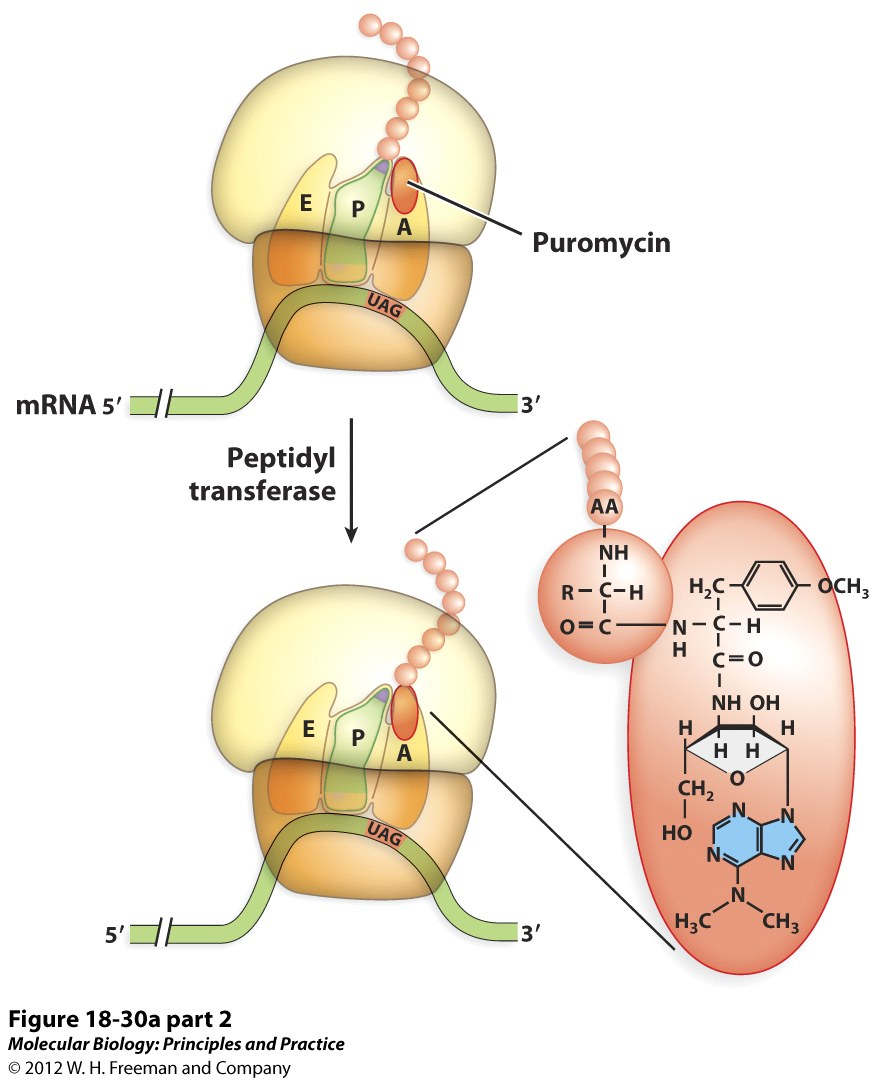 E
P
A
Puromycin
UAG
mRNA 5′
3′
Peptidyl
transferase
AA
NH
R–C–H
O=C
N
H
H₂C
OCH₃
C–H
C=O
NH OH
H
H
H H
O
CH₂
HO
N
N
N
N
N
H₃C
CH₃
E
P
A
UAG
5′
3′
Figure 18-30a part 2
Molecular Biology: Principles and Practice
© 2012 W. H. Freeman and Company